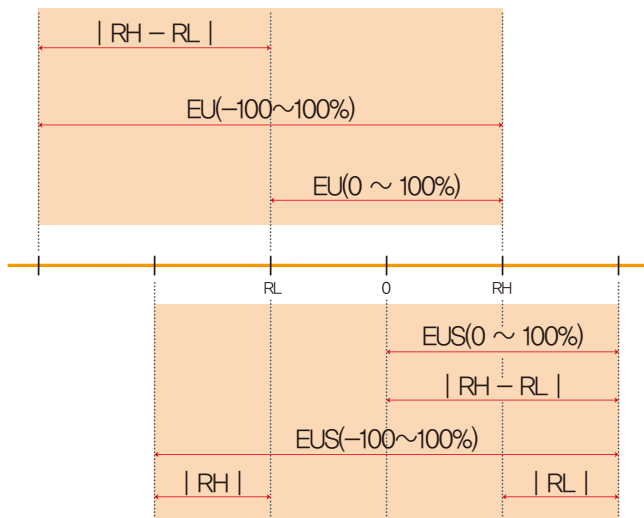 | RH – RL |
EU(–100～100%)
EU(0 ～ 100%)
RL 0 RH
EUS(0 ～ 100%)
| RH – RL |
EUS(–100～100%)
| RH | | RL |